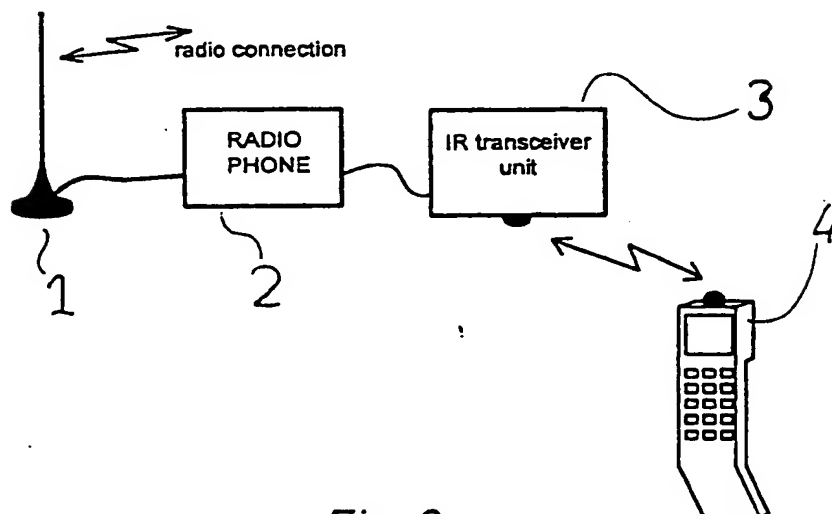 radio connection
3
RADIO
PHONE
IR transceiver
unit
1
2
4